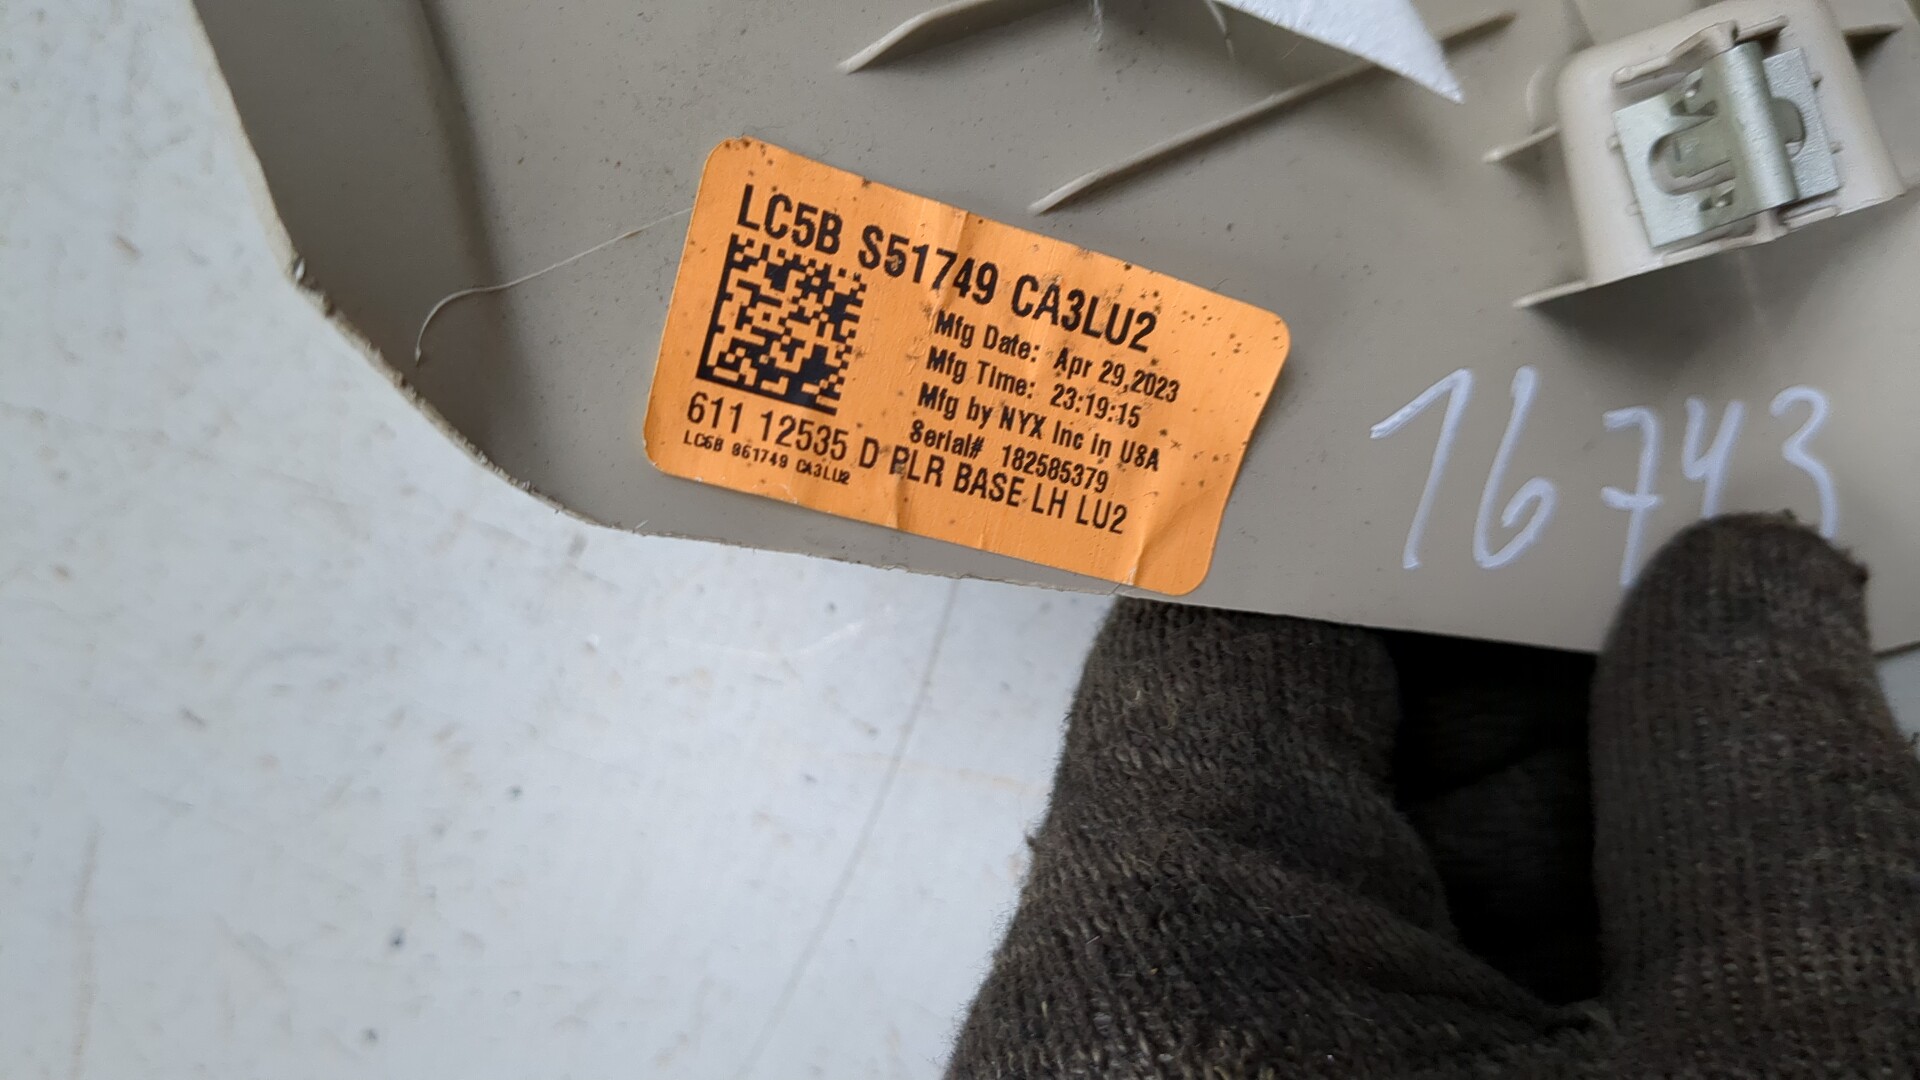 LC5B S51749 CA3LU2
Mfg Date: Apr 29,2023
Mfg Time: 23:19:15
Mfg by NYX Inc in USA
Serial# 182585379
611 12535 D PLR BASE LH LU2
LC5B S51749 CA3LU2
16743